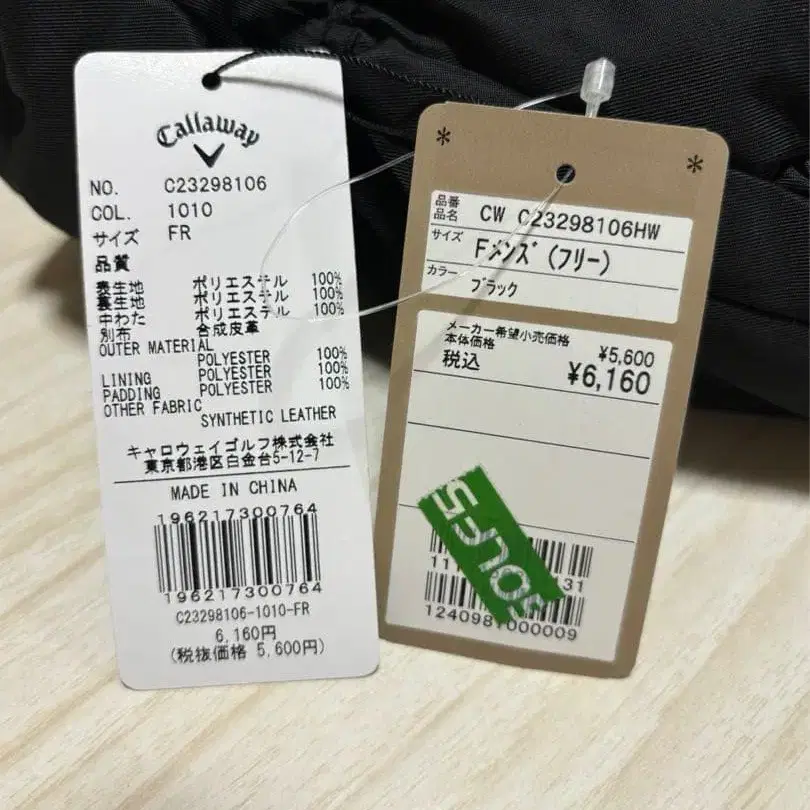 Callaway
NO. C23298106
COL. 1010
サイズ FR
品質
表生地 ポリエステル 100%
裏生地 ポリエステル 100%
中わた ポリエステル 100%
別布 合成皮革
OUTER MATERIAL
POLYESTER 100%
LINING POLYESTER 100%
PADDING POLYESTER 100%
OTHER FABRIC
SYNTHETIC LEATHER
キャロウェイゴルフ株式会社
東京都港区白金台5-12-7
MADE IN CHINA
196217300764
196217300764
C23298106-1010-FR
6,160円
(税抜価格 5,600円)
* *
品番
品名 CW C23298106HW
サイズ Fメンズ(フリー)
カラー ブラック
メーカー希望小売価格
本体価格 ¥5,600
税込 ¥6,160
11
31
1240981000009